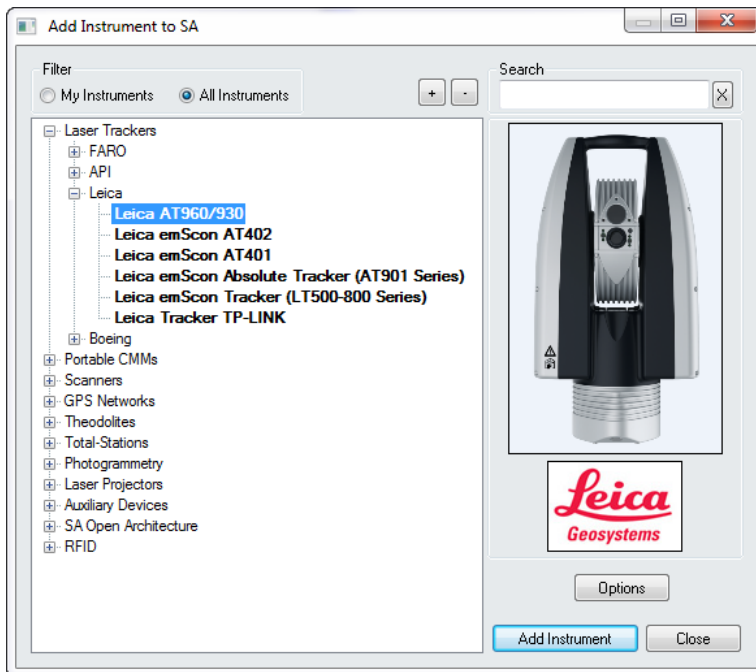 Add Instrument to SA
X
Filter
My Instruments
All Instruments
+
-
Search
X
Laser Trackers
FARO
API
Leica
Leica AT960/930
Leica emScon AT402
Leica emScon AT401
Leica emScon Absolute Tracker (AT901 Series)
Leica emScon Tracker (LT500-800 Series)
Leica Tracker TP-LINK
Boeing
Portable CMMs
Scanners
GPS Networks
Theodolites
Total-Stations
Photogrammetry
Laser Projectors
Auxiliary Devices
SA Open Architecture
RFID
Leica
Geosystems
Options
Add Instrument
Close